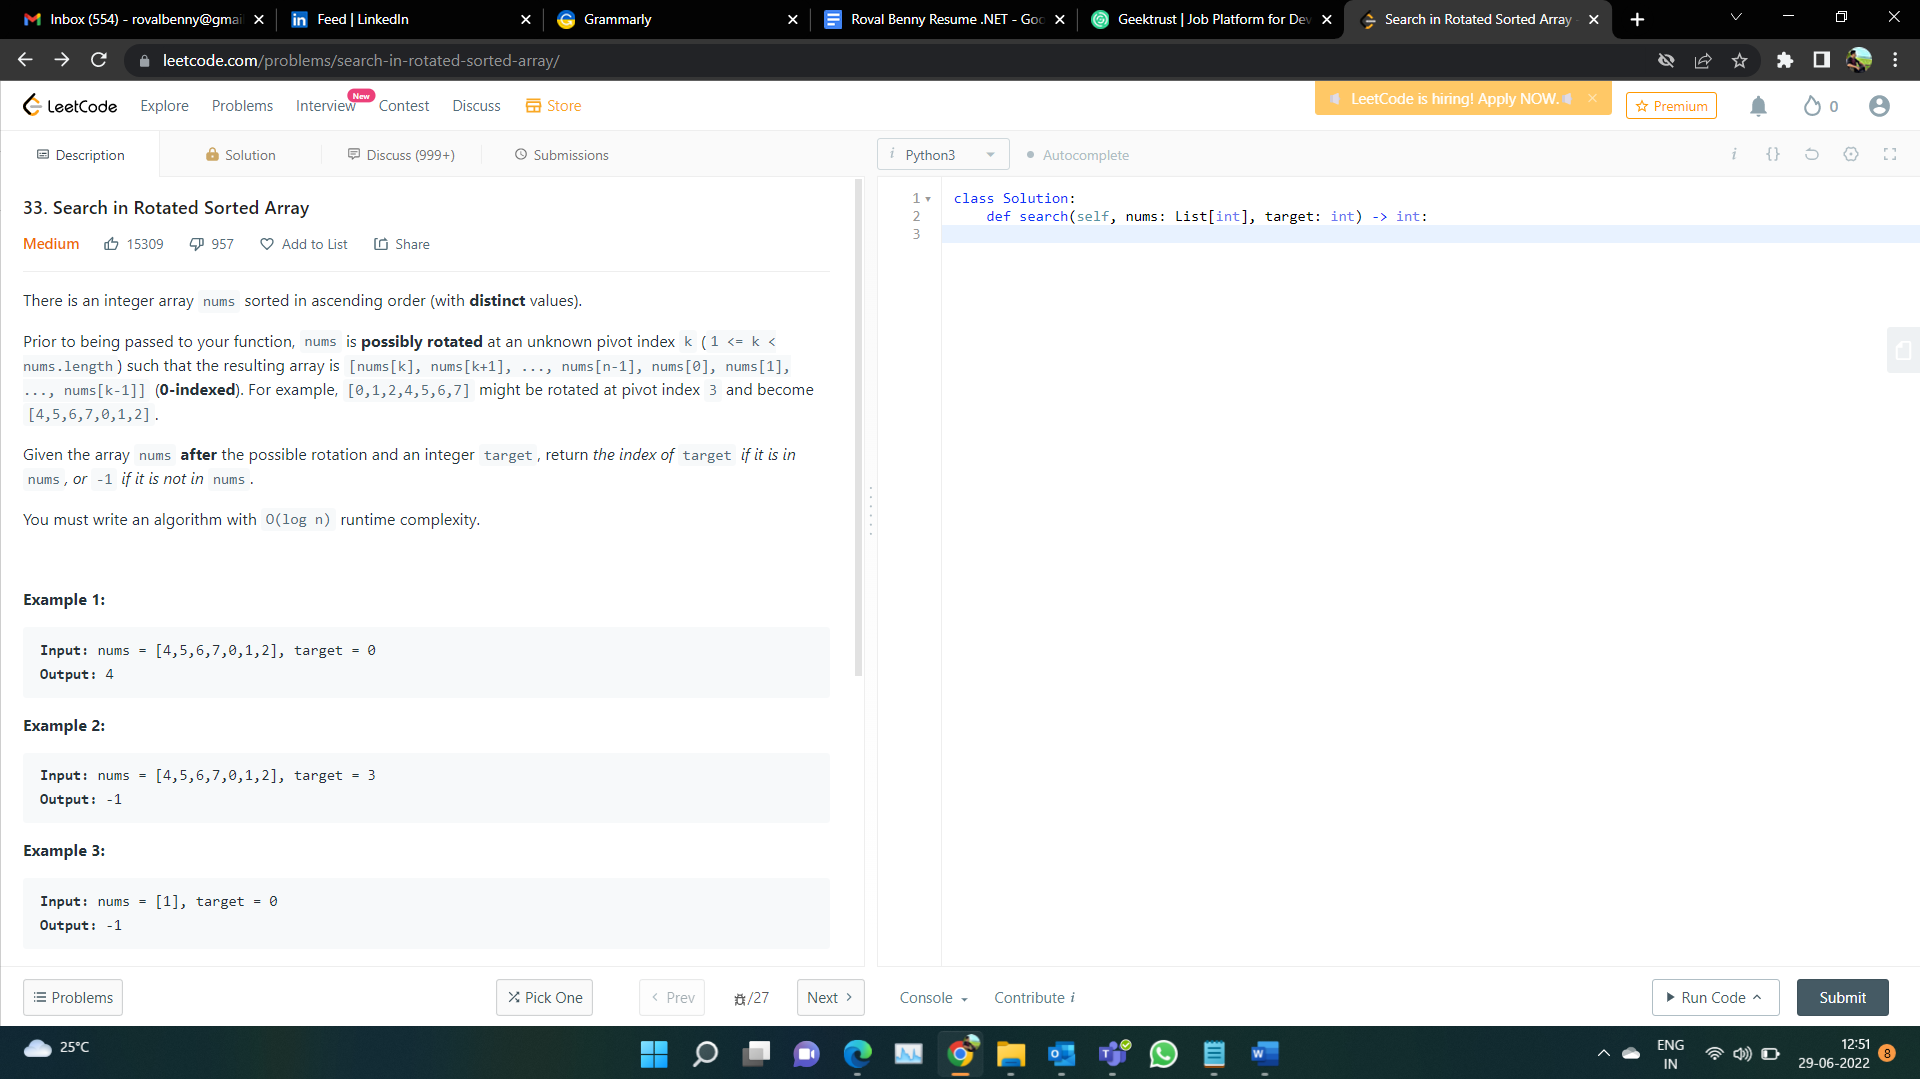 Inbox (554) - rovalbenny@gmai
Feed | LinkedIn
Grammarly
Roval Benny Resume .NET - Goo
Geektrust | Job Platform for Dev
Search in Rotated Sorted Array -
leetcode.com/problems/search-in-rotated-sorted-array/
LeetCode
Explore
Problems
Interview
New
Contest
Discuss
Store
LeetCode is hiring! Apply NOW.
Premium
0
Description
Solution
Discuss (999+)
Submissions
i Python3
Autocomplete
i {}
33. Search in Rotated Sorted Array
Medium 15309 957 Add to List Share
There is an integer array nums sorted in ascending order (with distinct values).
Prior to being passed to your function, nums is possibly rotated at an unknown pivot index k (1 <= k <
nums.length) such that the resulting array is [nums[k], nums[k+1], ..., nums[n-1], nums[0], nums[1],
..., nums[k-1]] (0-indexed). For example, [0,1,2,4,5,6,7] might be rotated at pivot index 3 and become
[4,5,6,7,0,1,2].
Given the array nums after the possible rotation and an integer target, return the index of target if it is in
nums, or -1 if it is not in nums.
You must write an algorithm with O(log n) runtime complexity.
Example 1:
Input: nums = [4,5,6,7,0,1,2], target = 0
Output: 4
Example 2:
Input: nums = [4,5,6,7,0,1,2], target = 3
Output: -1
Example 3:
Input: nums = [1], target = 0
Output: -1
1 class Solution:
2 def search(self, nums: List[int], target: int) -> int:
3
Problems
Pick One
< Prev
/27
Next >
Console
Contribute i
Run Code
Submit
25°C
ENG
IN
12:51
29-06-2022
8